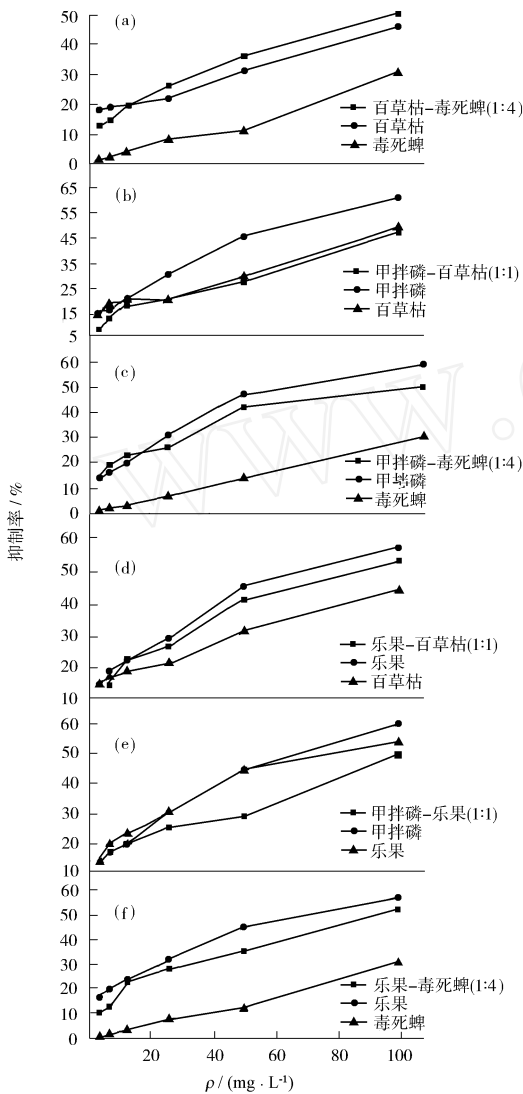 50
(a)
40
30
20
百草枯-毒死蜱(1∶4)
10
百草枯
毒死蜱
0
65
(b)
55
45
35
甲拌磷-百草枯(1∶1)
25
甲拌磷
15
百草枯
5
60
(c)
50
40
30
甲拌磷-毒死蜱(1∶4)
20
甲拌磷
10
毒死蜱
0
抑制率/%
60
(d)
50
40
30
乐果-百草枯(1∶1)
20
乐果
百草枯
10
60
(e)
50
40
30
甲拌磷-乐果(1∶1)
20
甲拌磷
乐果
10
60
(f)
50
40
30
20
乐果-毒死蜱(1∶4)
10
乐果
毒死蜱
0
20 40 60 80 100
ρ/(mg·L⁻¹)
www.